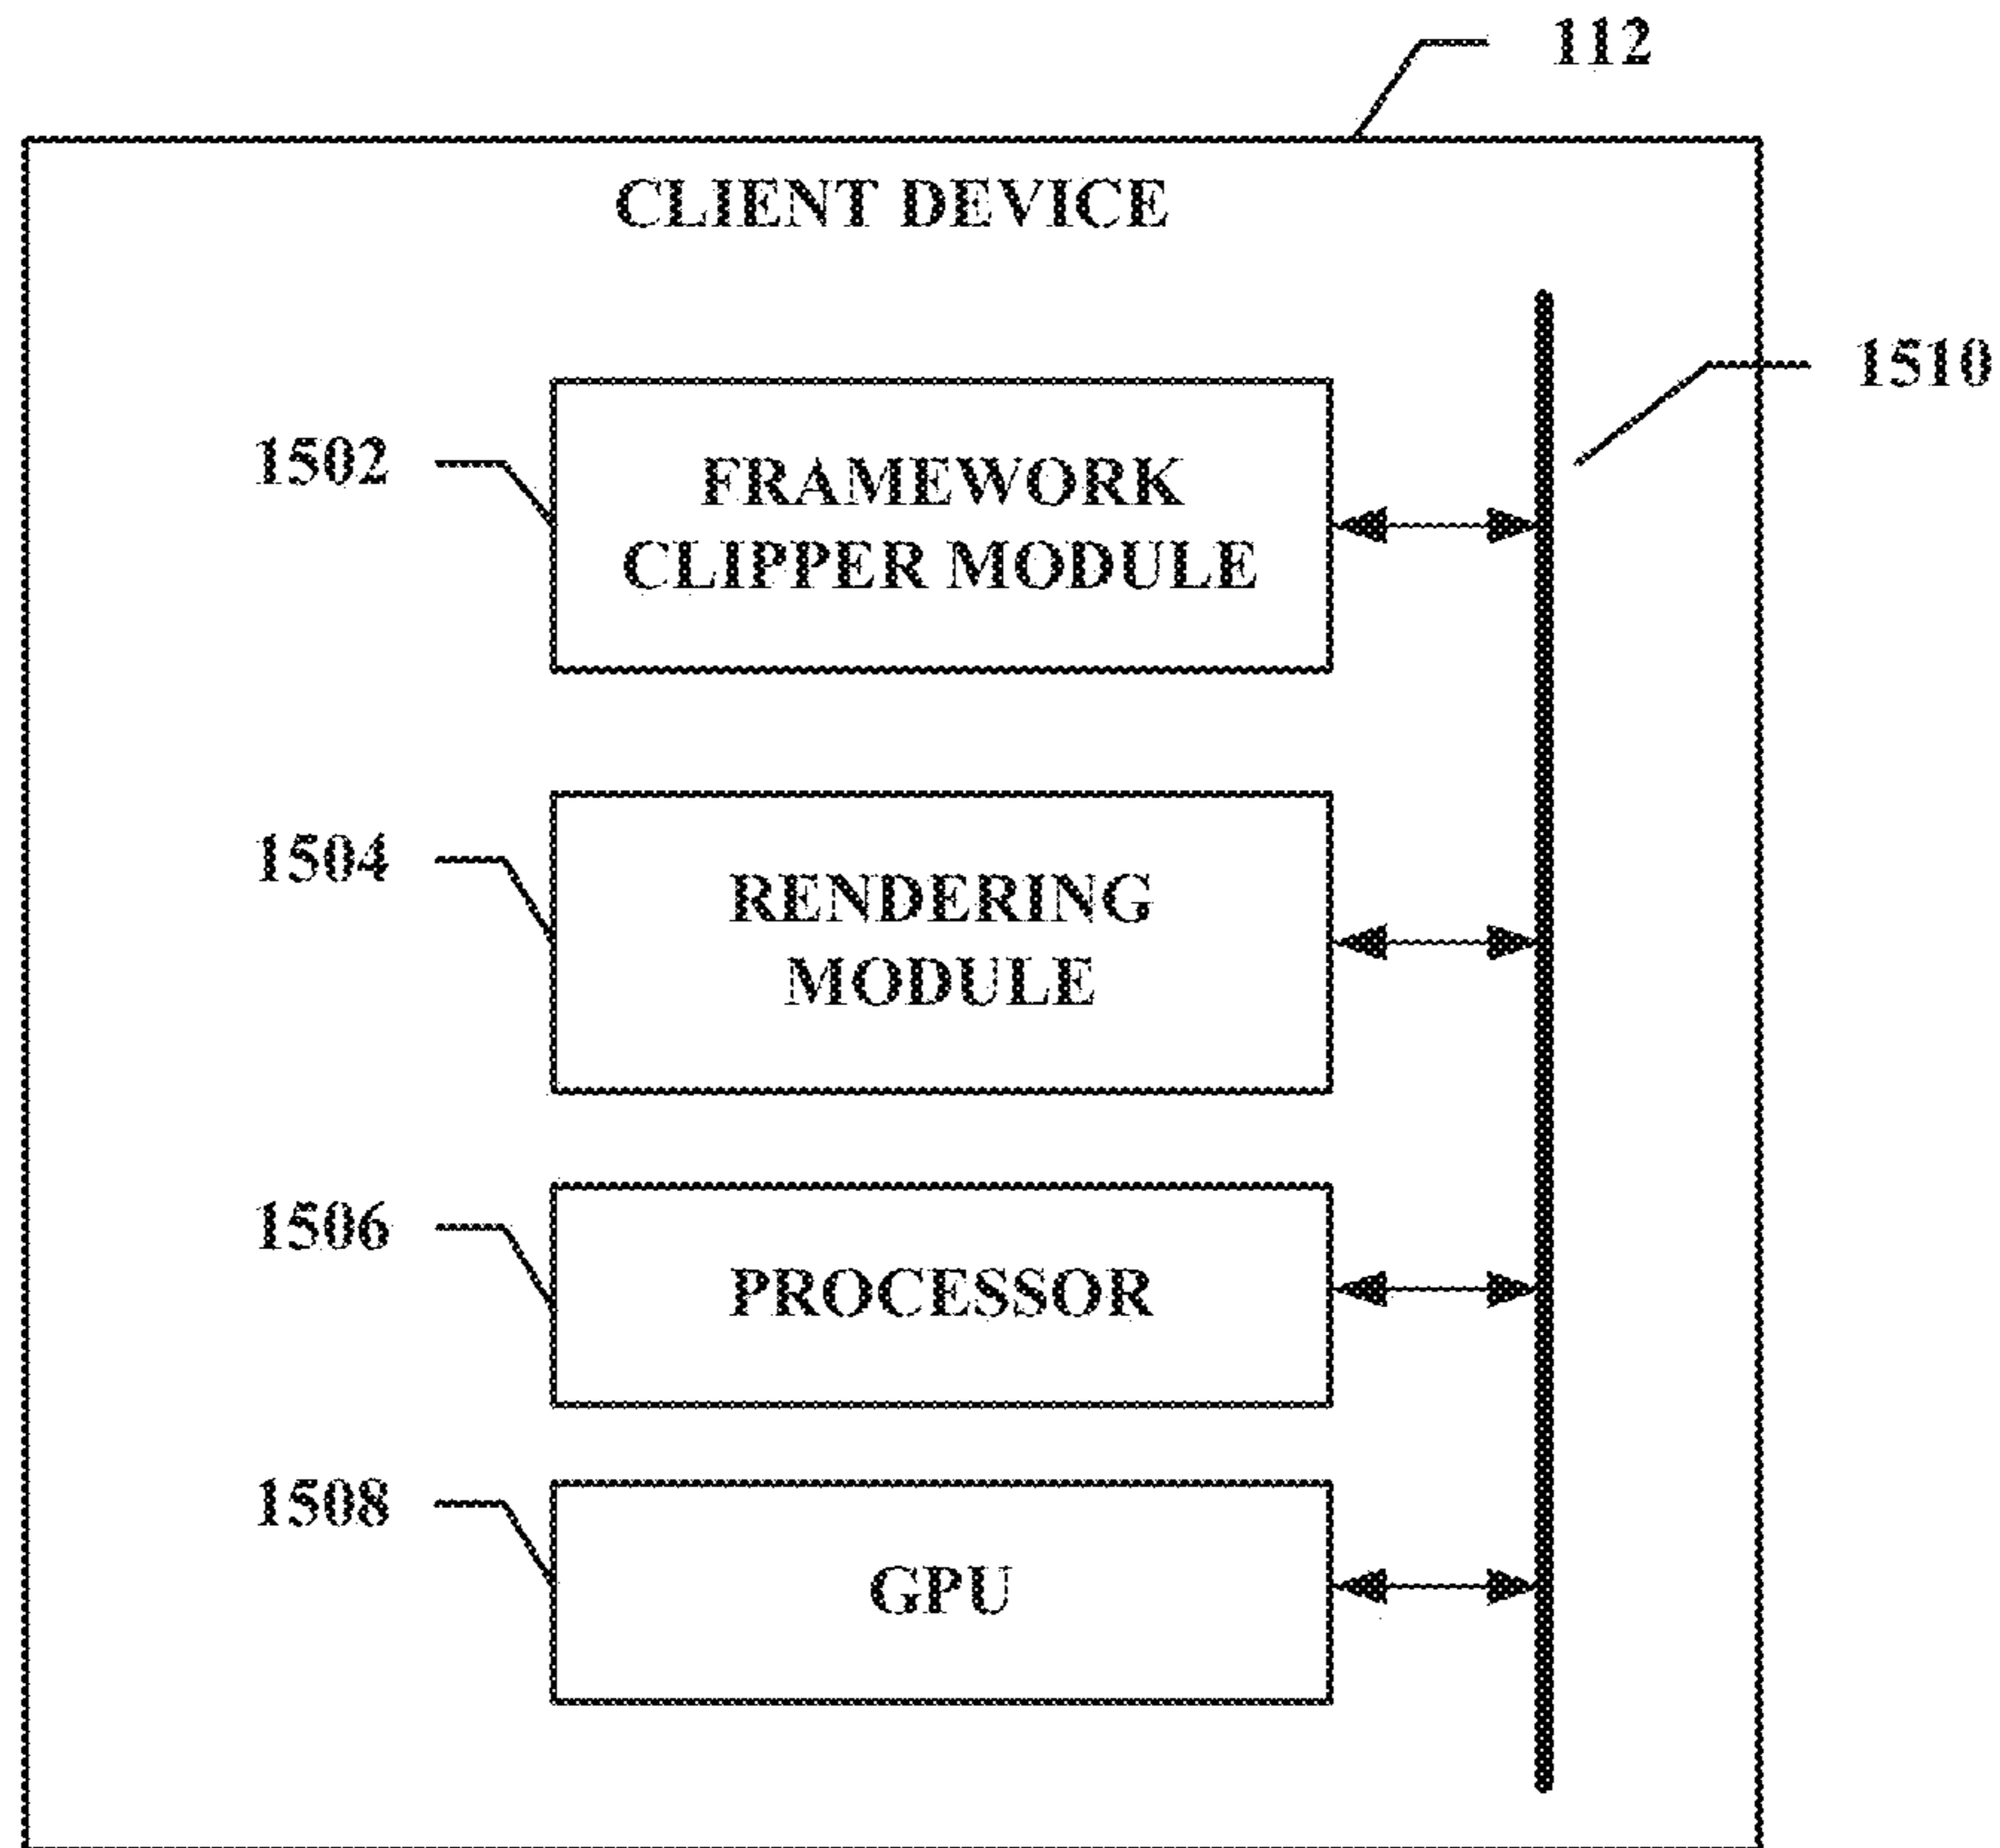 112
CLIENT DEVICE
1510
1502
FRAMEWORK
CLIPPER MODULE
1504
RENDERING
MODULE
1506
PROCESSOR
1508
GPU